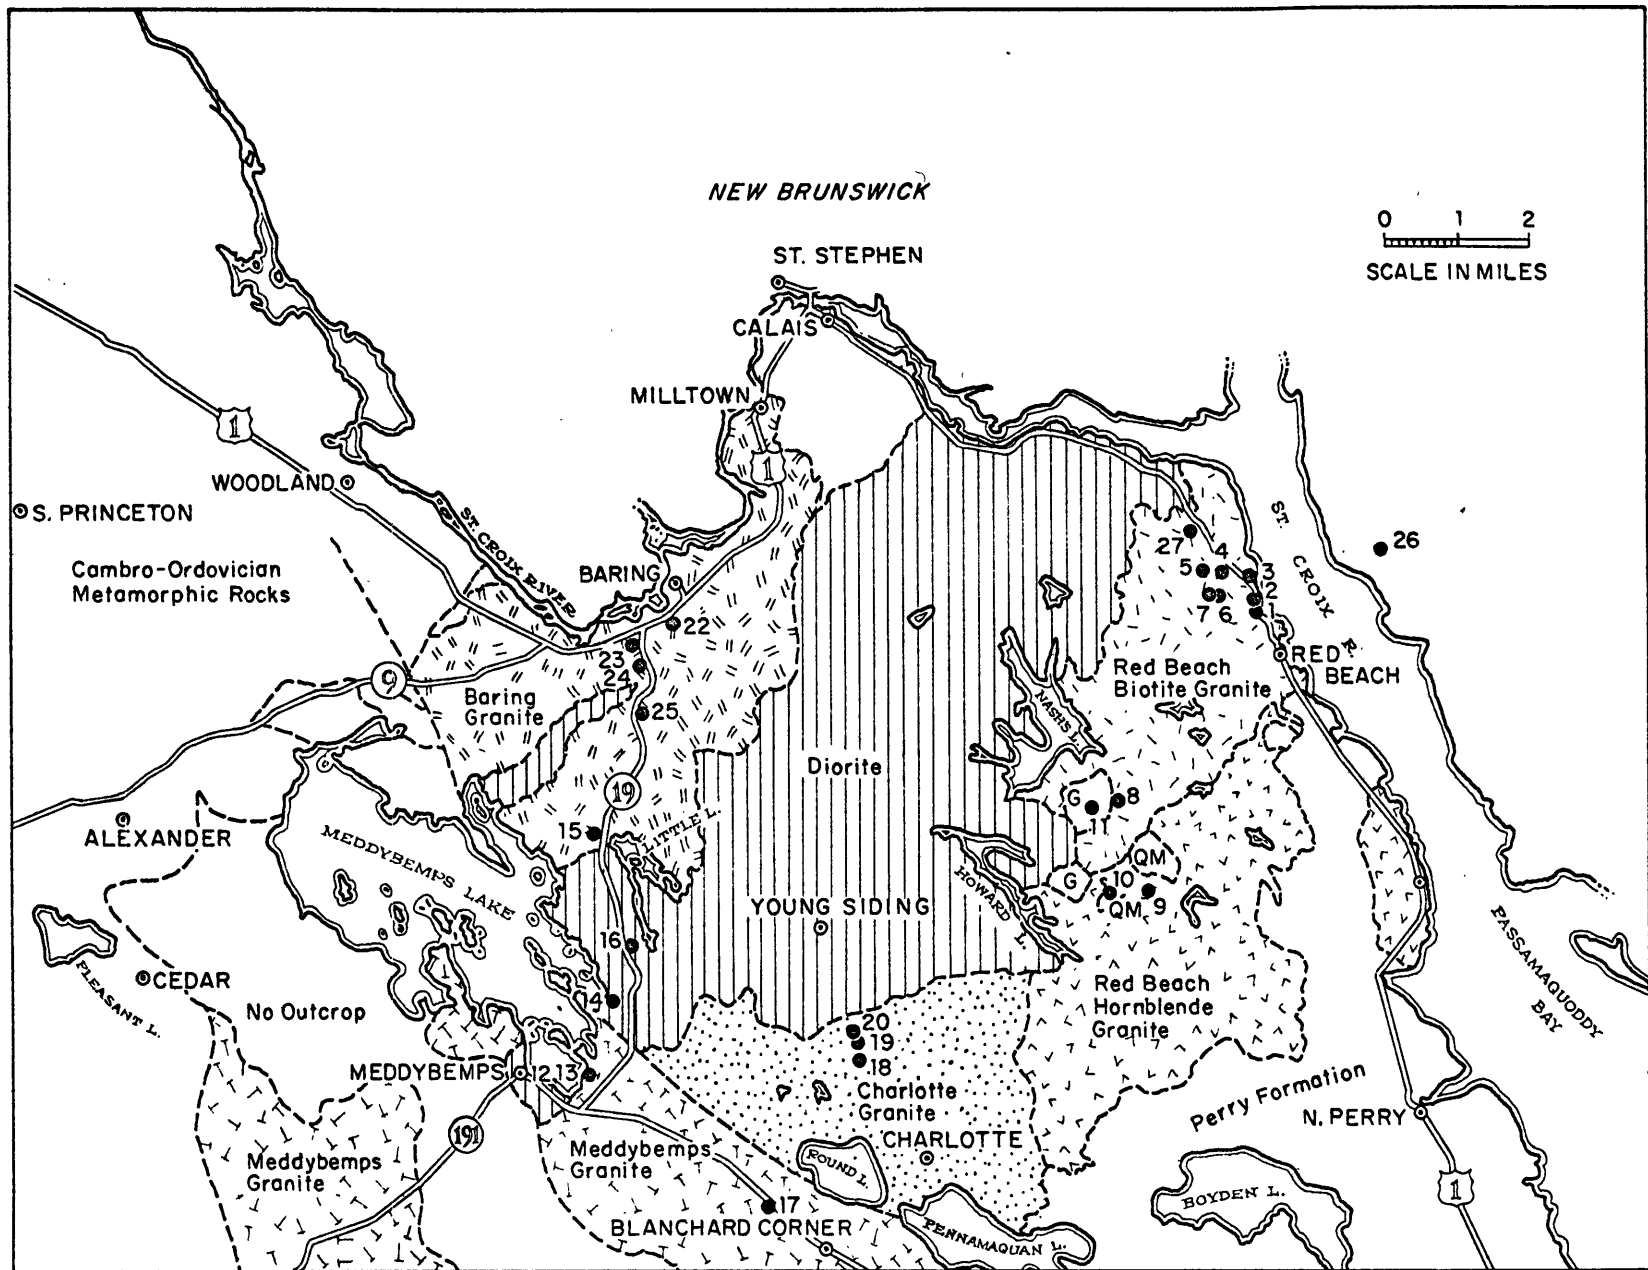 NEW BRUNSWICK
0 1 2
SCALE IN MILES
ST. STEPHEN
CALAIS
MILLTOWN
1
WOODLAND
S. PRINCETON
1
ST. CROIX RIVER
ST. CROIX R.
26
27
4
5
3
2
7 6
1
Cambro-Ordovician
Metamorphic Rocks
BARING
22
23
24
9
Baring
Granite
25
RED
BEACH
Red Beach
Biotite Granite
NASH'S L.
Diorite
19
G
8
11
ALEXANDER
MEDDYBEMPS LAKE
15
LITTLE L.
QM
G
10
QM
9
HOWARD L.
YOUNG SIDING
16
PLEASANT L.
CEDAR
No Outcrop
14
Red Beach
Hornblende
Granite
PASSAMAQUODDY
BAY
20
19
18
MEDDYBEMPS
12
13
Charlotte
Granite
Perry Formation
N. PERRY
191
Meddybemps
Granite
Meddybemps
Granite
CHARLOTTE
ROUND L.
17
BLANCHARD CORNER
PENNAMAQUAN L.
BOYDEN L.
1